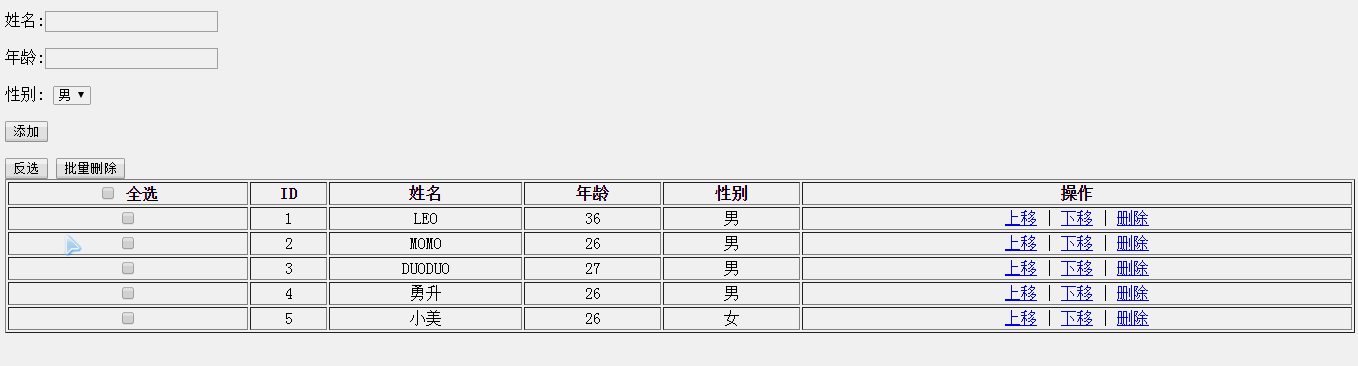 姓名:
年龄:
性别: 男
添加
反选 批量删除
全选 ID 姓名 年龄 性别 操作
1 LEO 36 男 上移 | 下移 | 删除
2 MOMO 26 男 上移 | 下移 | 删除
3 DUODUO 27 男 上移 | 下移 | 删除
4 勇升 26 男 上移 | 下移 | 删除
5 小美 26 女 上移 | 下移 | 删除